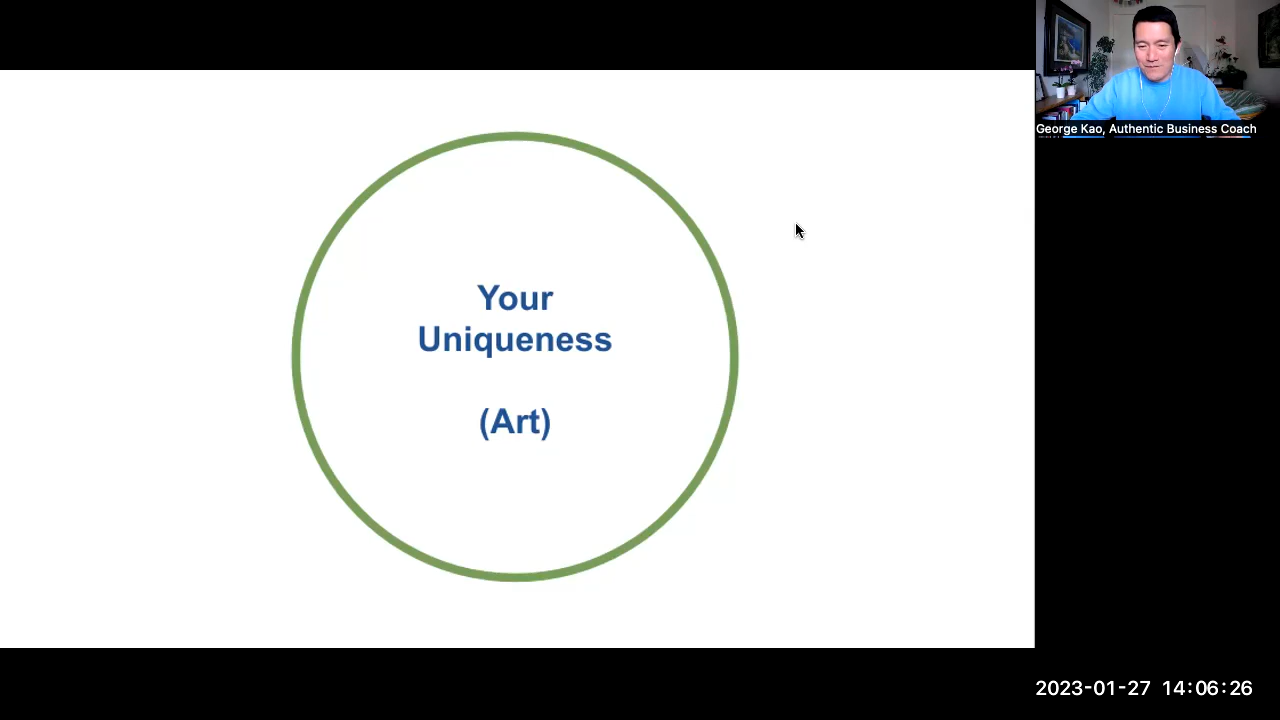 Your
Uniqueness
(Art)
George Kao, Authentic Business Coach
2023-01-27 14:06:26